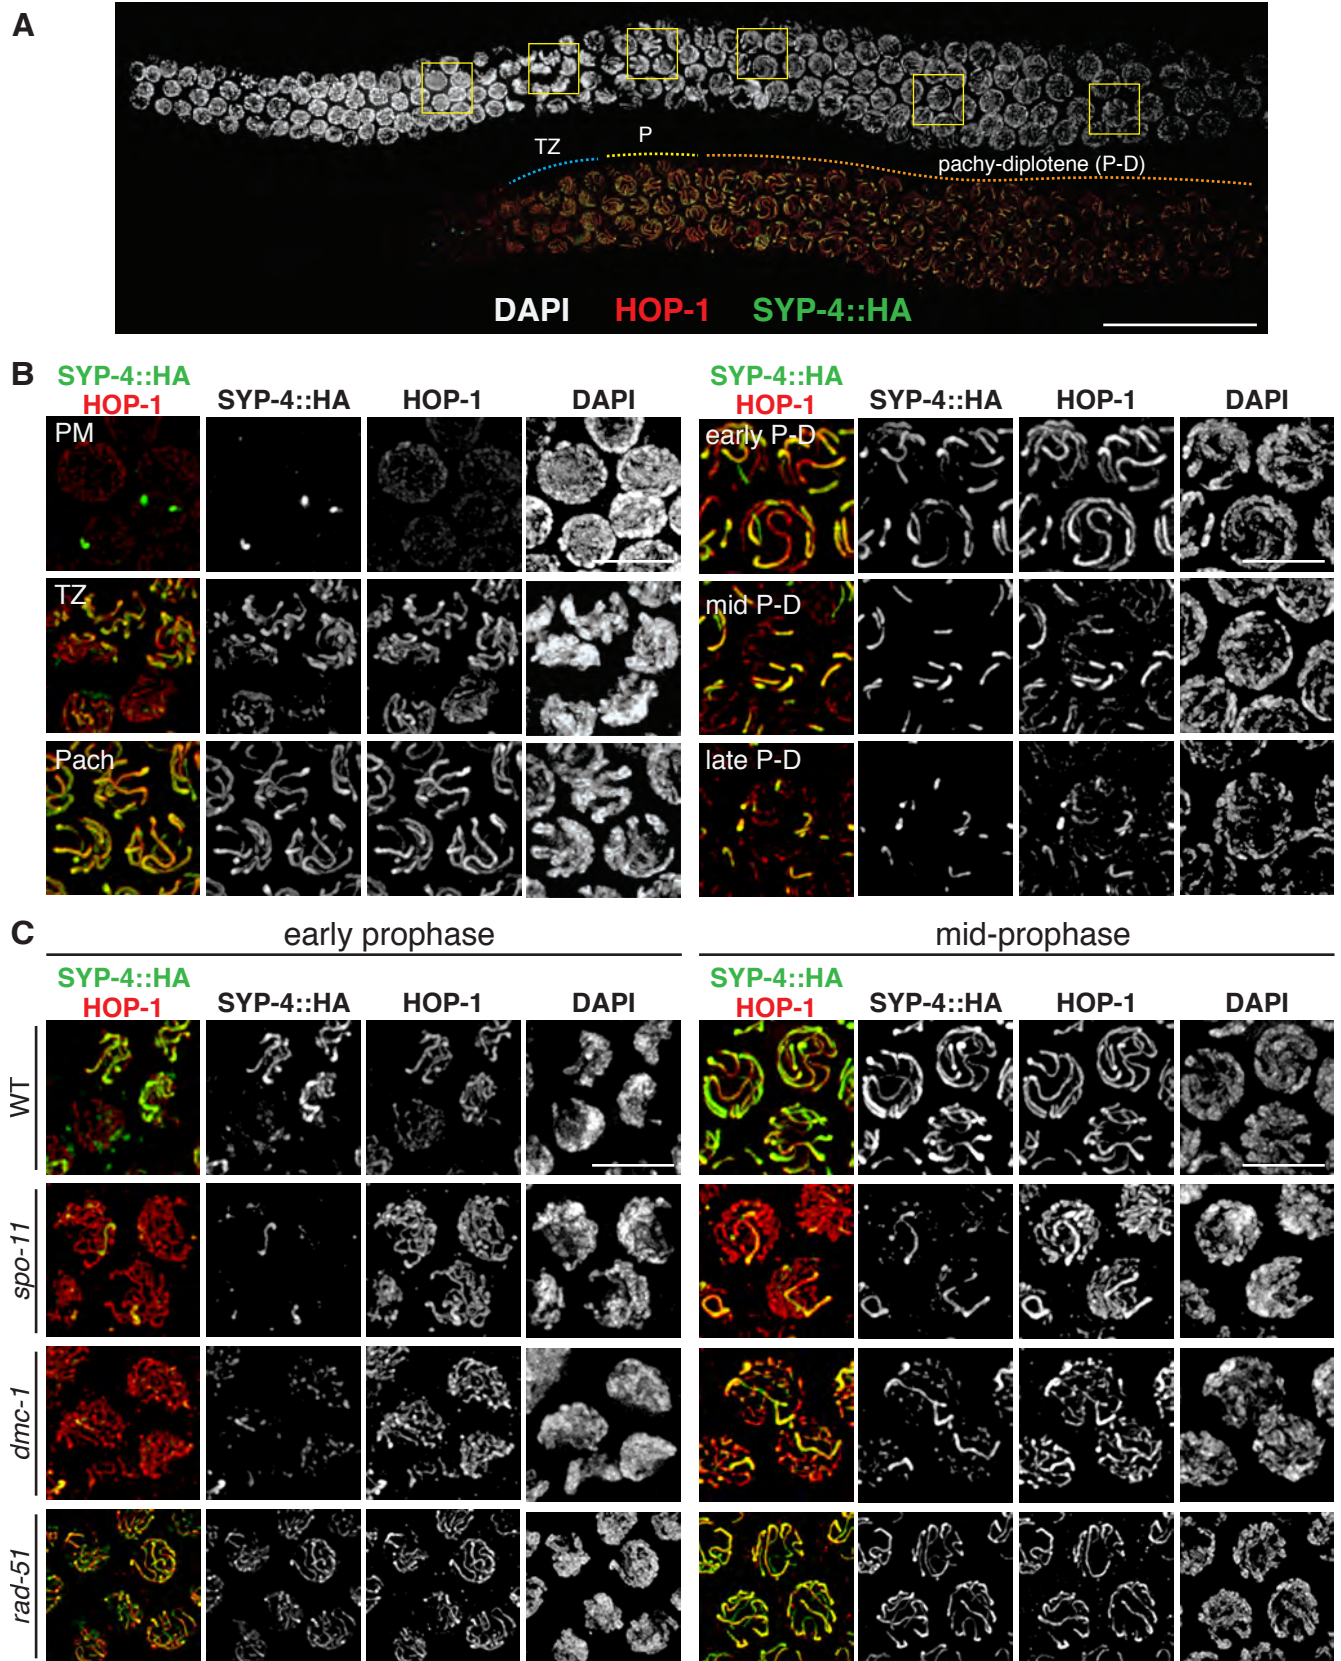 A
TZ
P
pachy-diplotene (P-D)
DAPI HOP-1 SYP-4::HA
B
SYP-4::HA
HOP-1
SYP-4::HA
HOP-1
DAPI
SYP-4::HA
HOP-1
SYP-4::HA
HOP-1
DAPI
PM
early P-D
TZ
mid P-D
Pach
late P-D
C
early prophase
mid-prophase
SYP-4::HA
HOP-1
SYP-4::HA
HOP-1
DAPI
SYP-4::HA
HOP-1
SYP-4::HA
HOP-1
DAPI
WT
spo-11
dmc-1
rad-51